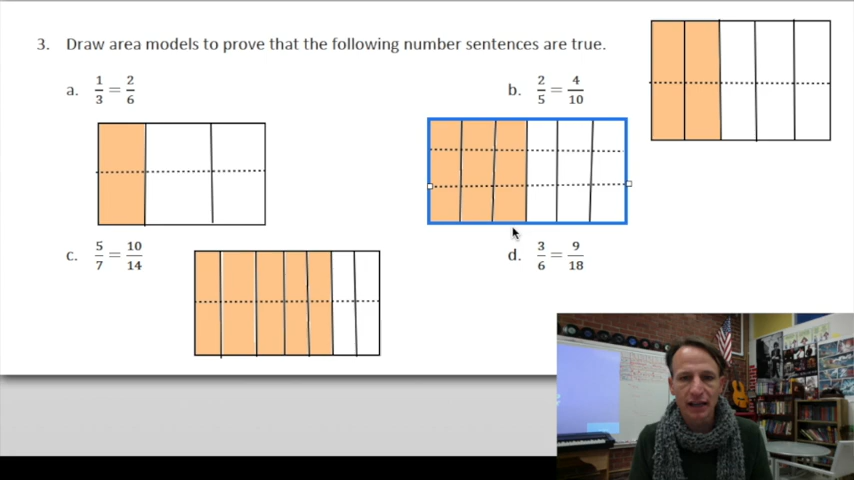 3. Draw area models to prove that the following number sentences are true.
a. 1/3 = 2/6
b. 2/5 = 4/10
c. 5/7 = 10/14
d. 3/6 = 9/18